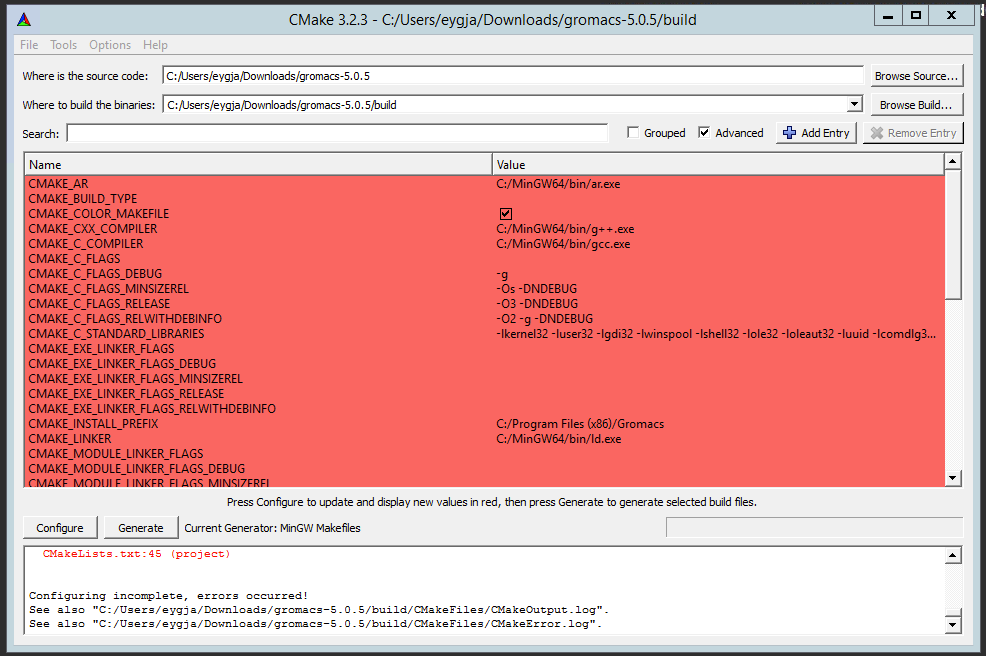 CMake 3.2.3 - C:/Users/eygja/Downloads/gromacs-5.0.5/build
File Tools Options Help
Where is the source code: C:/Users/eygja/Downloads/gromacs-5.0.5 Browse Source...
Where to build the binaries: C:/Users/eygja/Downloads/gromacs-5.0.5/build Browse Build...
Search: Grouped Advanced Add Entry Remove Entry
Name Value
CMAKE_AR C:/MinGW64/bin/ar.exe
CMAKE_BUILD_TYPE
CMAKE_COLOR_MAKEFILE
CMAKE_CXX_COMPILER C:/MinGW64/bin/g++.exe
CMAKE_C_COMPILER C:/MinGW64/bin/gcc.exe
CMAKE_C_FLAGS
CMAKE_C_FLAGS_DEBUG -g
CMAKE_C_FLAGS_MINSIZEREL -Os -DNDEBUG
CMAKE_C_FLAGS_RELEASE -O3 -DNDEBUG
CMAKE_C_FLAGS_RELWITHDEBINFO -O2 -g -DNDEBUG
CMAKE_C_STANDARD_LIBRARIES -lkernel32 -luser32 -lgdi32 -lwinspool -lshell32 -lole32 -loleaut32 -luuid -lcomdlg3...
CMAKE_EXE_LINKER_FLAGS
CMAKE_EXE_LINKER_FLAGS_DEBUG
CMAKE_EXE_LINKER_FLAGS_MINSIZEREL
CMAKE_EXE_LINKER_FLAGS_RELEASE
CMAKE_EXE_LINKER_FLAGS_RELWITHDEBINFO
CMAKE_INSTALL_PREFIX C:/Program Files (x86)/Gromacs
CMAKE_LINKER C:/MinGW64/bin/ld.exe
CMAKE_MODULE_LINKER_FLAGS
CMAKE_MODULE_LINKER_FLAGS_DEBUG
CMAKE_MODULE_LINKER_FLAGS_MINSIZEREL
Press Configure to update and display new values in red, then press Generate to generate selected build files.
Configure Generate Current Generator: MinGW Makefiles
CMakeLists.txt:45 (project)
Configuring incomplete, errors occurred!
See also "C:/Users/eygja/Downloads/gromacs-5.0.5/build/CMakeFiles/CMakeOutput.log".
See also "C:/Users/eygja/Downloads/gromacs-5.0.5/build/CMakeFiles/CMakeError.log".